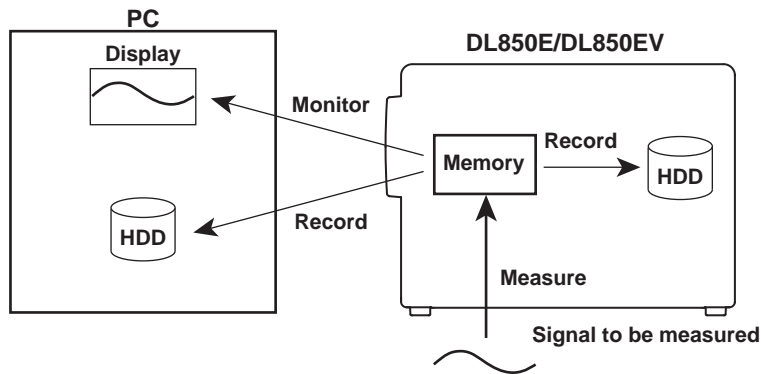 PC
Display
HDD
Monitor
Record
DL850E/DL850EV
Memory
Record
HDD
Measure
Signal to be measured